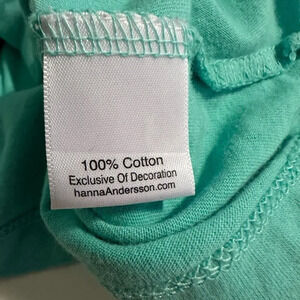 100% Cotton
Exclusive Of Decoration
hannaAndersson.com